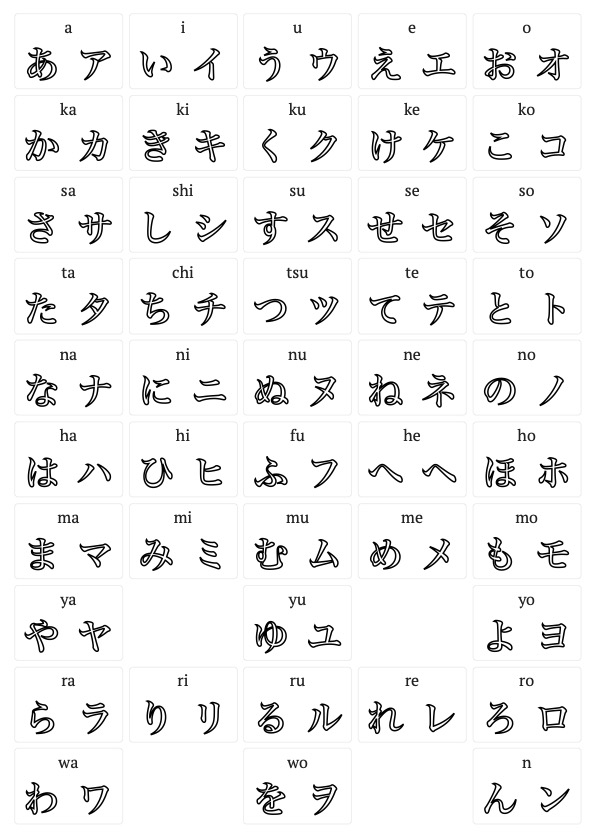 a i u e o
あ ア い イ う ウ え エ お オ
ka ki ku ke ko
か カ き キ く ク け ケ こ コ
sa shi su se so
さ サ し シ す ス せ セ そ ソ
ta chi tsu te to
た タ ち チ つ ツ て テ と ト
na ni nu ne no
な ナ に ニ ぬ ヌ ね ネ の ノ
ha hi fu he ho
は ハ ひ ヒ ふ フ へ ヘ ほ ホ
ma mi mu me mo
ま マ み ミ む ム め メ も モ
ya yu yo
や ヤ ゆ ユ よ ヨ
ra ri ru re ro
ら ラ り リ る ル れ レ ろ ロ
wa wo n
わ ワ を ヲ ん ン